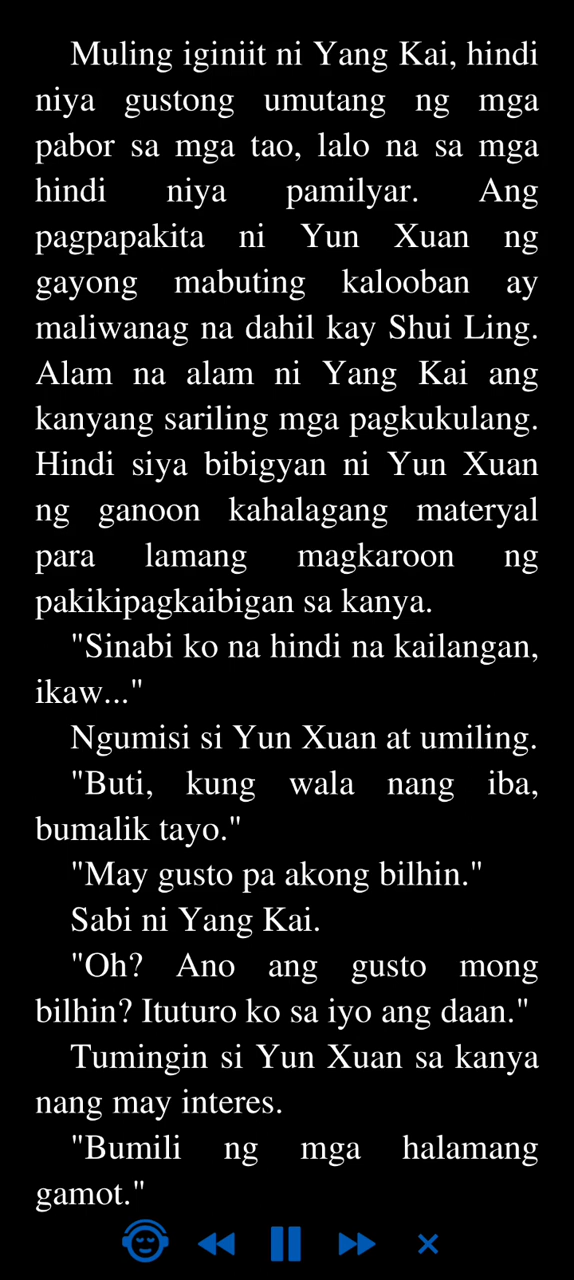 Muling iginiit ni Yang Kai, hindi
niya gustong umutang ng mga
pabor sa mga tao, lalo na sa mga
hindi niya pamilyar. Ang
pagpapakita ni Yun Xuan ng
gayong mabuting kalooban ay
maliwanag na dahil kay Shui Ling.
Alam na alam ni Yang Kai ang
kanyang sariling mga pagkukulang.
Hindi siya bibigyan ni Yun Xuan
ng ganoon kahalagang materyal
para lamang magkaroon ng
pakikipagkaibigan sa kanya.
"Sinabi ko na hindi na kailangan,
ikaw..."
Ngumisi si Yun Xuan at umiling.
"Buti, kung wala nang iba,
bumalik tayo."
"May gusto pa akong bilhin."
Sabi ni Yang Kai.
"Oh? Ano ang gusto mong
bilhin? Ituturo ko sa iyo ang daan."
Tumingin si Yun Xuan sa kanya
nang may interes.
"Bumili ng mga halamang
gamot."